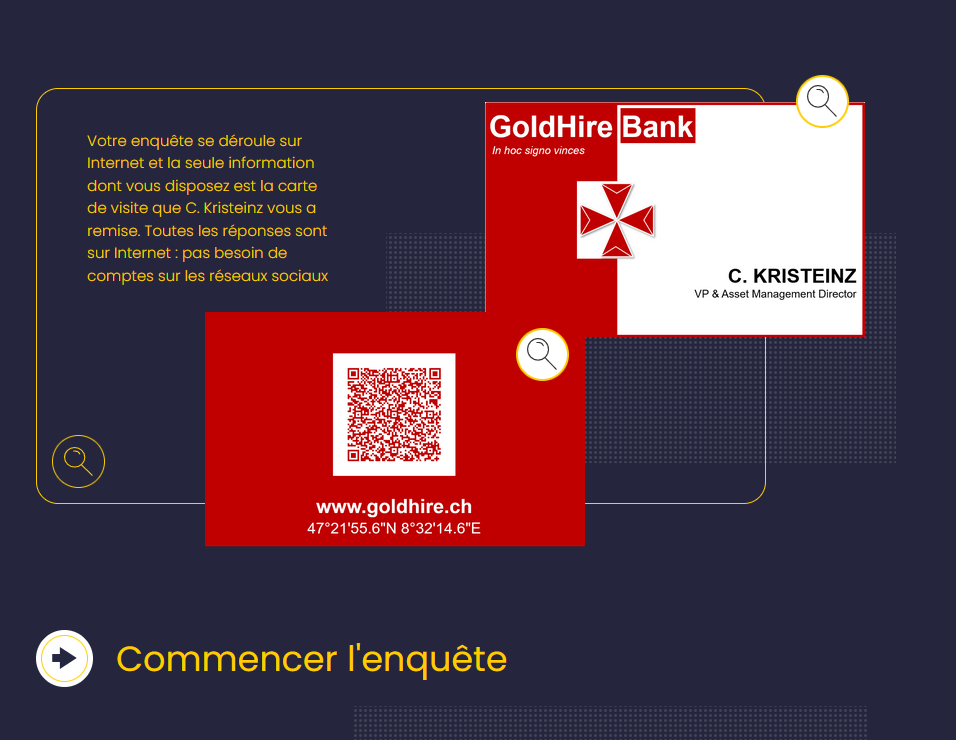 Votre enquête se déroule sur
Internet et la seule information
dont vous disposez est la carte
de visite que C. Kristeinz vous a
remise. Toutes les réponses sont
sur Internet : pas besoin de
comptes sur les réseaux sociaux
GoldHire Bank
In hoc signo vinces
C. KRISTEINZ
VP & Asset Management Director
www.goldhire.ch
47°21'55.6"N 8°32'14.6"E
Commencer l'enquête